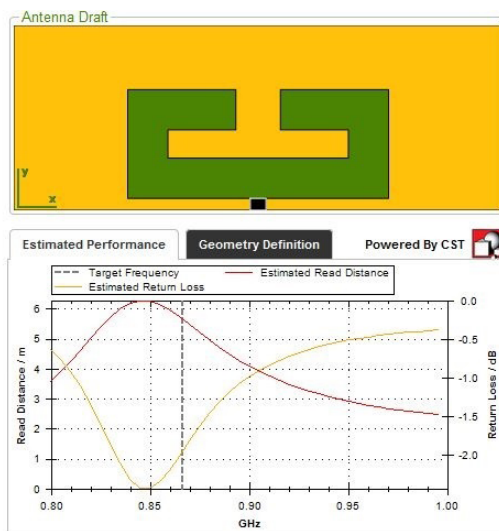 Antenna Draft
y
x
Estimated Performance
Geometry Definition
Powered By CST
Target Frequency
Estimated Read Distance
Estimated Return Loss
Read Distance / m
6
5
4
3
2
1
0
0.0
-0.5
-1.0
-1.5
-2.0
Return Loss / dB
0.80
0.85
0.90
0.95
1.00
GHz